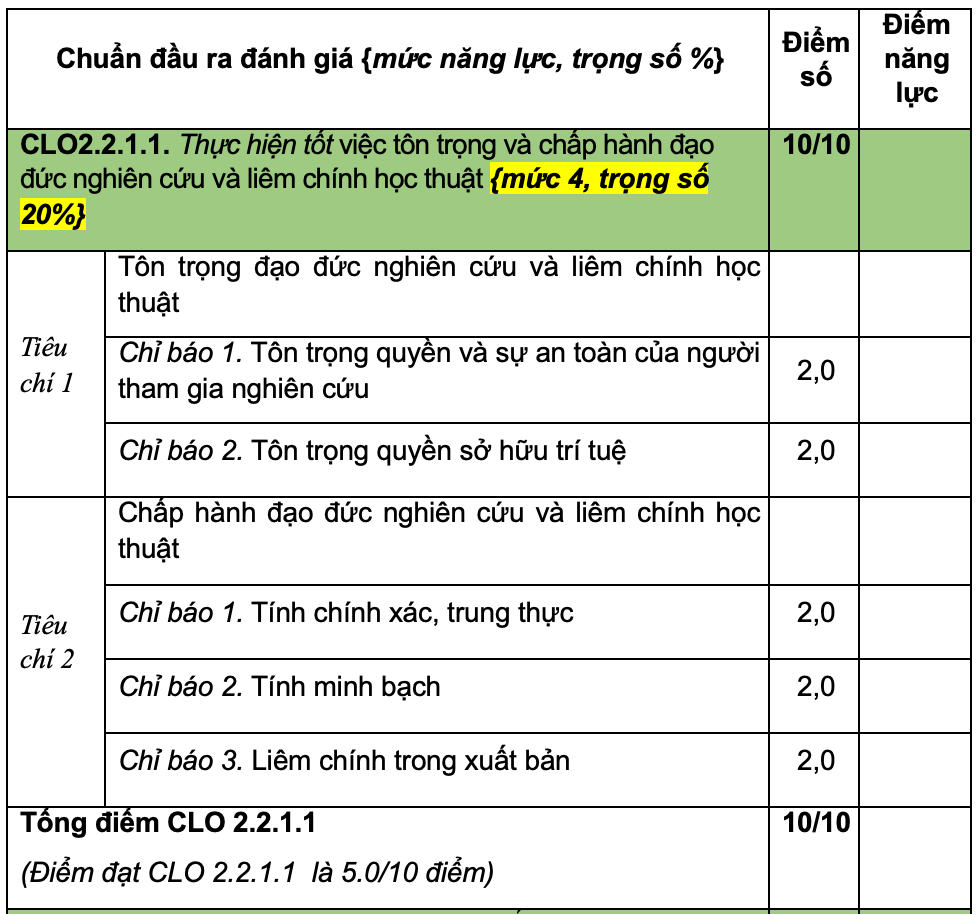 Chuẩn đầu ra đánh giá {mức năng lực, trọng số %}
Điểm
số
Điểm
năng
lực
CLO2.2.1.1. Thực hiện tốt việc tôn trọng và chấp hành đạo
đức nghiên cứu và liêm chính học thuật {mức 4, trọng số
20%}
10/10
Tiêu
chí 1
Tôn trọng đạo đức nghiên cứu và liêm chính học
thuật
Chỉ báo 1. Tôn trọng quyền và sự an toàn của người
tham gia nghiên cứu
2,0
Chỉ báo 2. Tôn trọng quyền sở hữu trí tuệ
2,0
Tiêu
chí 2
Chấp hành đạo đức nghiên cứu và liêm chính học
thuật
Chỉ báo 1. Tính chính xác, trung thực
2,0
Chỉ báo 2. Tính minh bạch
2,0
Chỉ báo 3. Liêm chính trong xuất bản
2,0
Tổng điểm CLO 2.2.1.1
10/10
(Điểm đạt CLO 2.2.1.1 là 5.0/10 điểm)